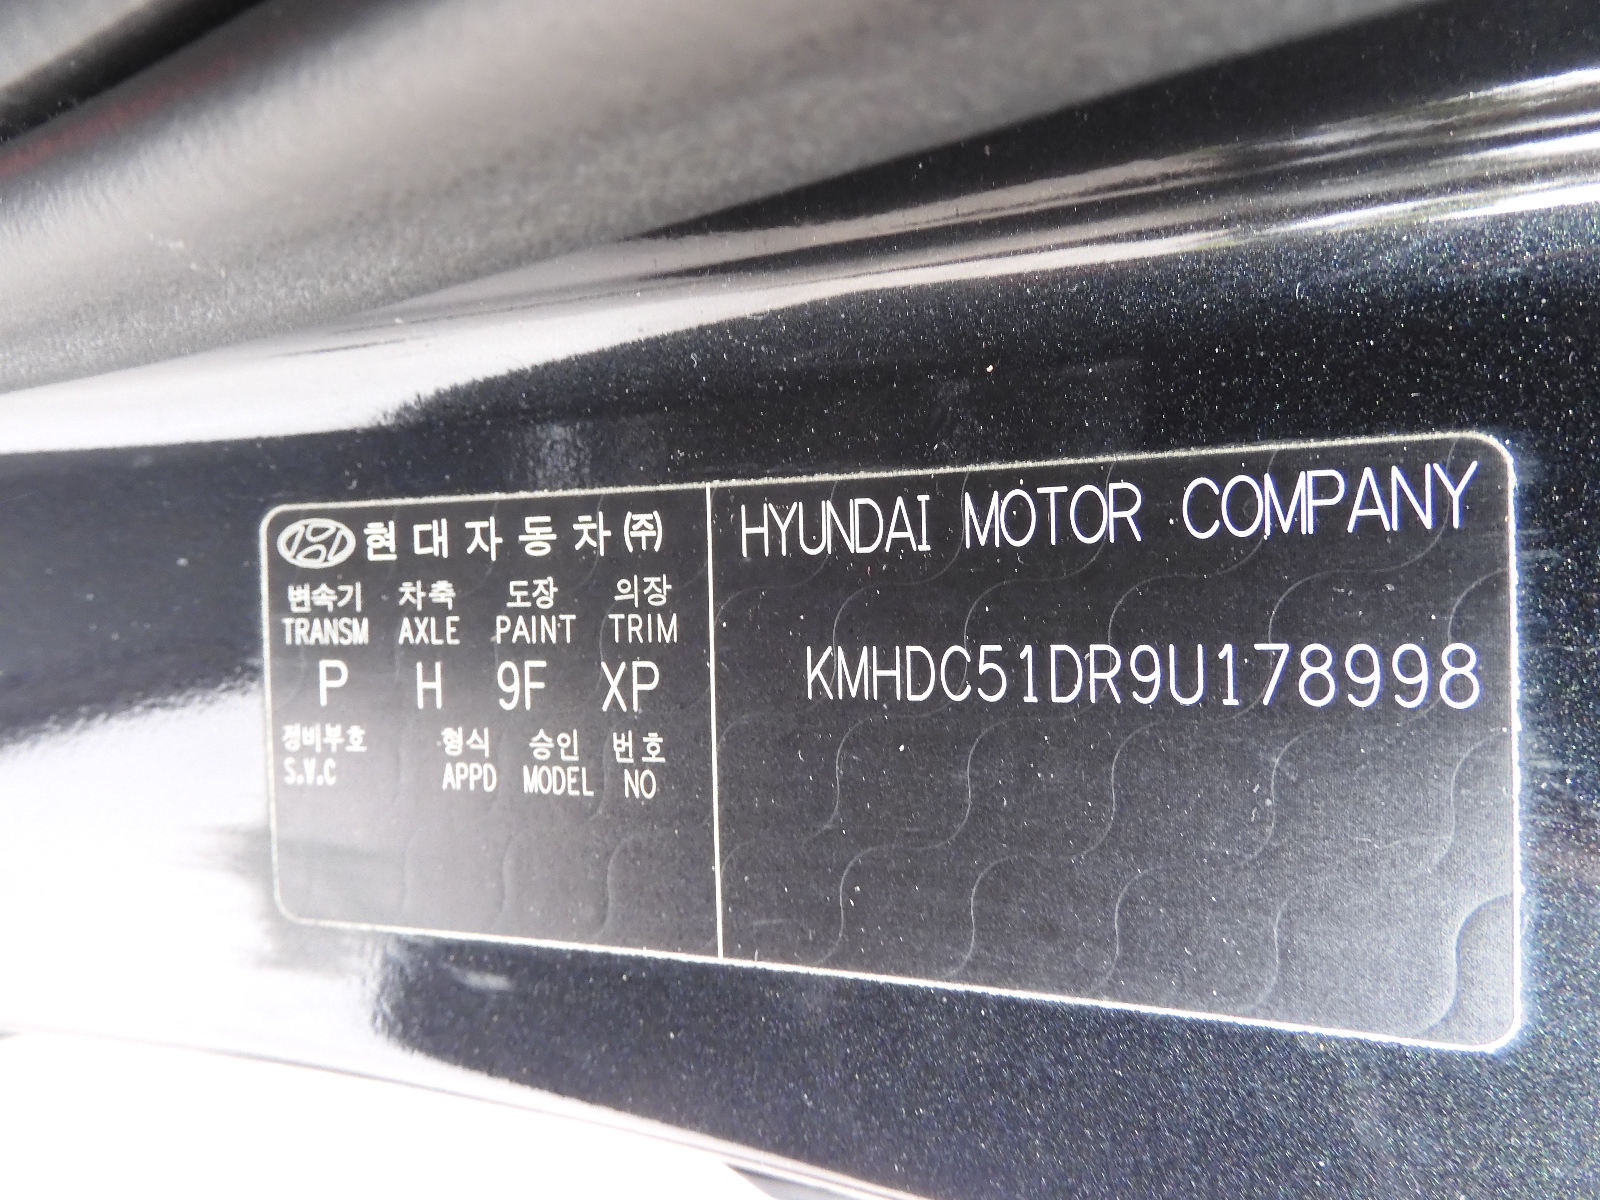 현대자동차(주)
변속기 차축 도장 의장
TRANSM AXLE PAINT TRIM
P H 9F XP
정비부호 형식 승인 번호
S.V.C APPD MODEL NO
HYUNDAI MOTOR COMPANY
KMHDC51DR9U178998